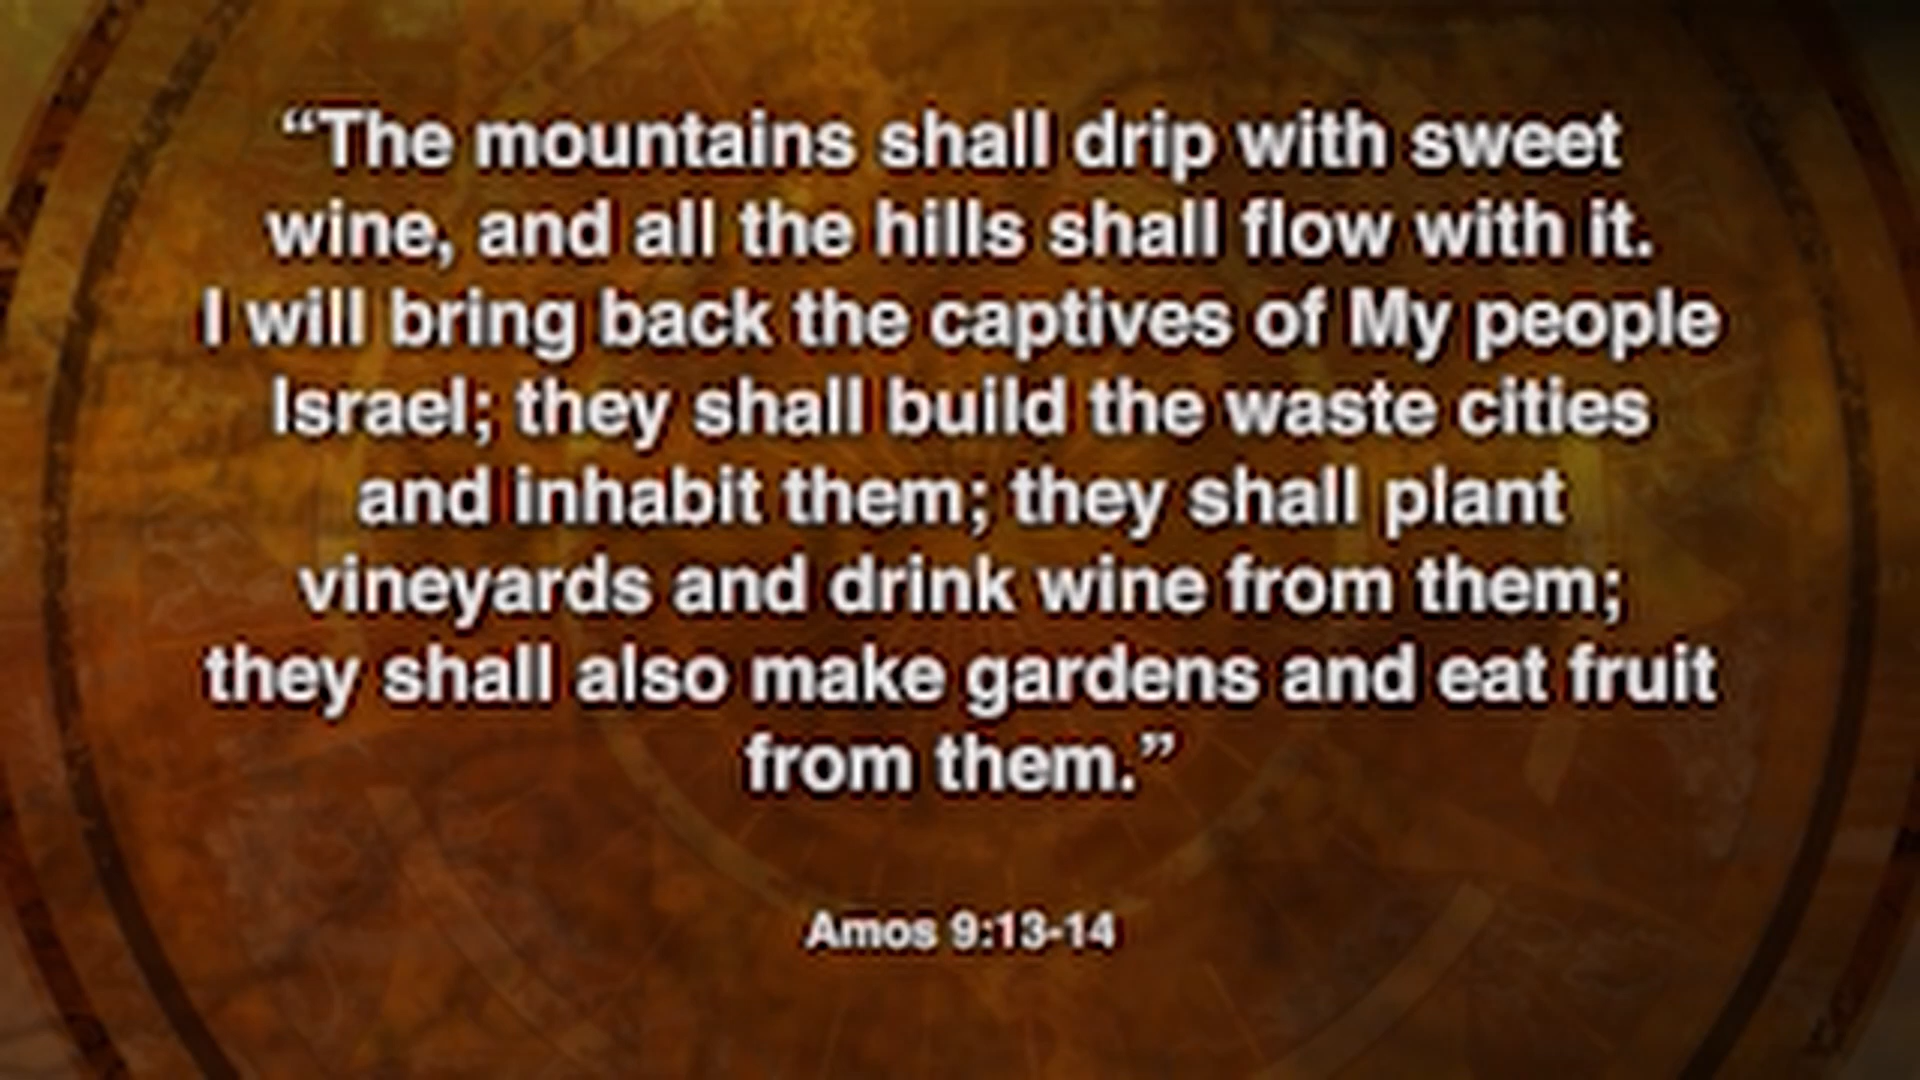 “The mountains shall drip with sweet
wine, and all the hills shall flow with it.
I will bring back the captives of My people
Israel; they shall build the waste cities
and inhabit them; they shall plant
vineyards and drink wine from them;
they shall also make gardens and eat fruit
from them.”
Amos 9:13-14